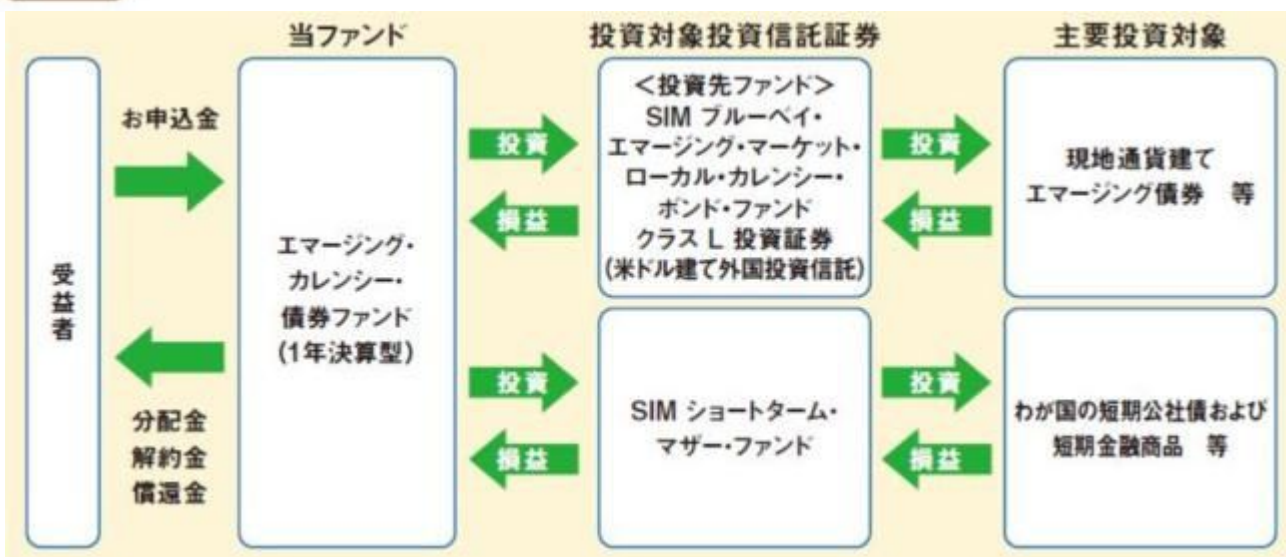 当ファンド
投資対象投資信託証券
主要投資対象
受益者
お申込金
分配金
解約金
償還金
エマージング・
カレンシー・
債券ファンド
(1年決算型)
投資
損益
<投資先ファンド>
SIM ブルーベイ・
エマージング・マーケット・
ローカル・カレンシー・
ボンド・ファンド
クラス L 投資証券
(米ドル建て外国投資信託)
投資
損益
現地通貨建て
エマージング債券 等
投資
損益
SIM ショートターム・
マザー・ファンド
投資
損益
わが国の短期公社債および
短期金融商品 等